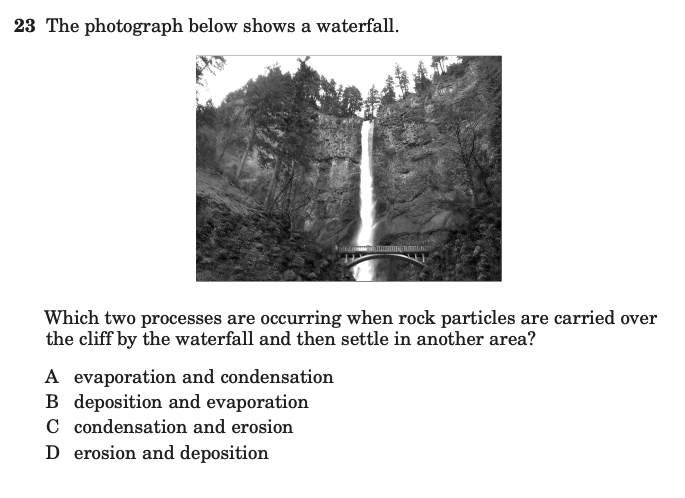 23 The photograph below shows a waterfall.
Which two processes are occurring when rock particles are carried over
the cliff by the waterfall and then settle in another area?
A evaporation and condensation
B deposition and evaporation
C condensation and erosion
D erosion and deposition